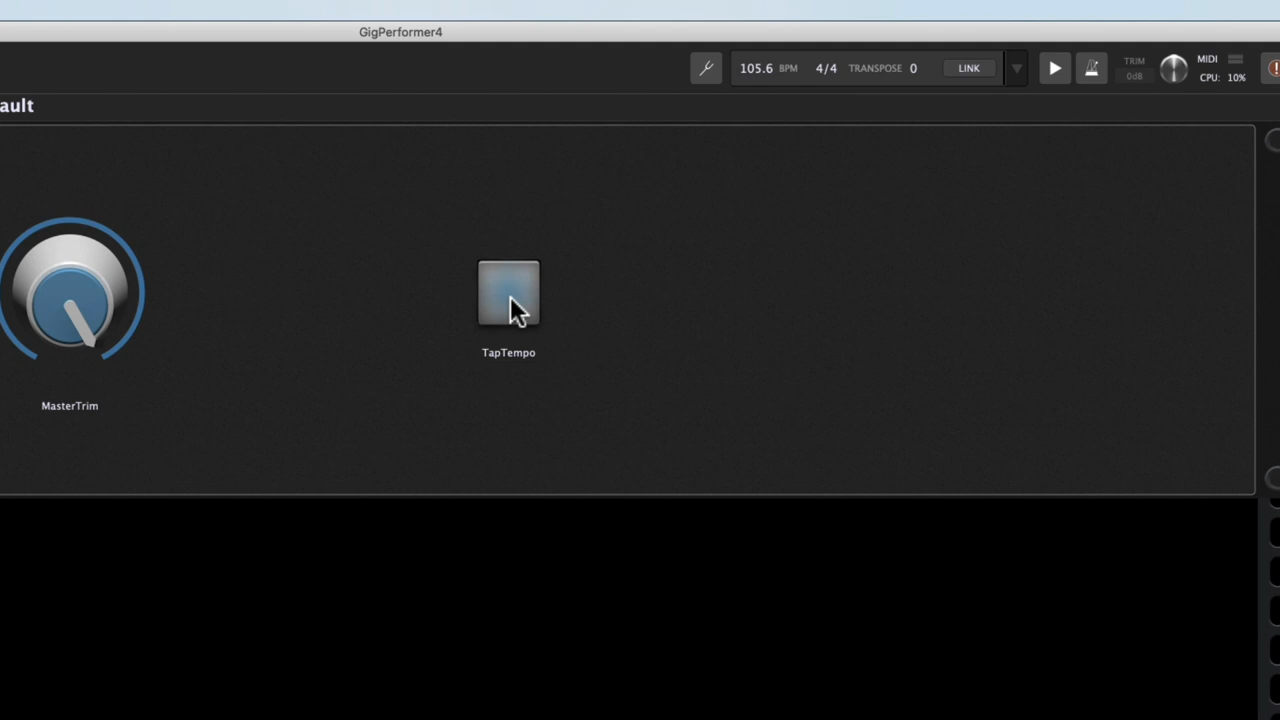 GigPerformer4
105.6 BPM 4/4 TRANSPOSE 0 LINK
TRIM
0dB
MIDI
CPU: 10%
ault
TapTempo
MasterTrim